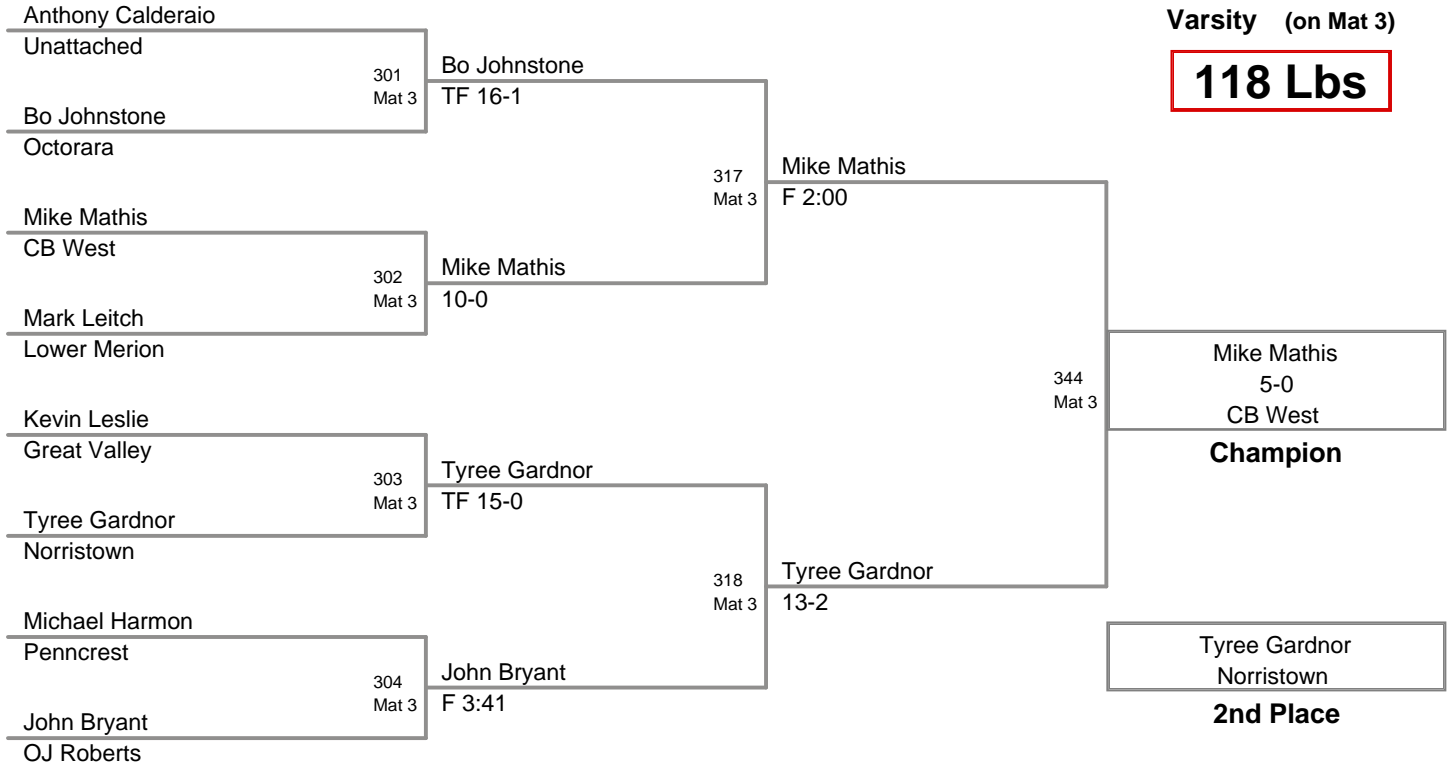 Anthony Calderaio
Unattached
Bo Johnstone
Octorara
Mike Mathis
CB West
Mark Leitch
Lower Merion
Kevin Leslie
Great Valley
Tyree Gardnor
Norristown
Michael Harmon
Penncrest
John Bryant
OJ Roberts
301
Mat 3
302
Mat 3
303
Mat 3
304
Mat 3
Bo Johnstone
TF 16-1
Mike Mathis
10-0
Tyree Gardnor
TF 15-0
John Bryant
F 3:41
317
Mat 3
318
Mat 3
Mike Mathis
F 2:00
Tyree Gardnor
13-2
344
Mat 3
Varsity (on Mat 3)
118 Lbs
Mike Mathis
5-0
CB West
Champion
Tyree Gardnor
Norristown
2nd Place